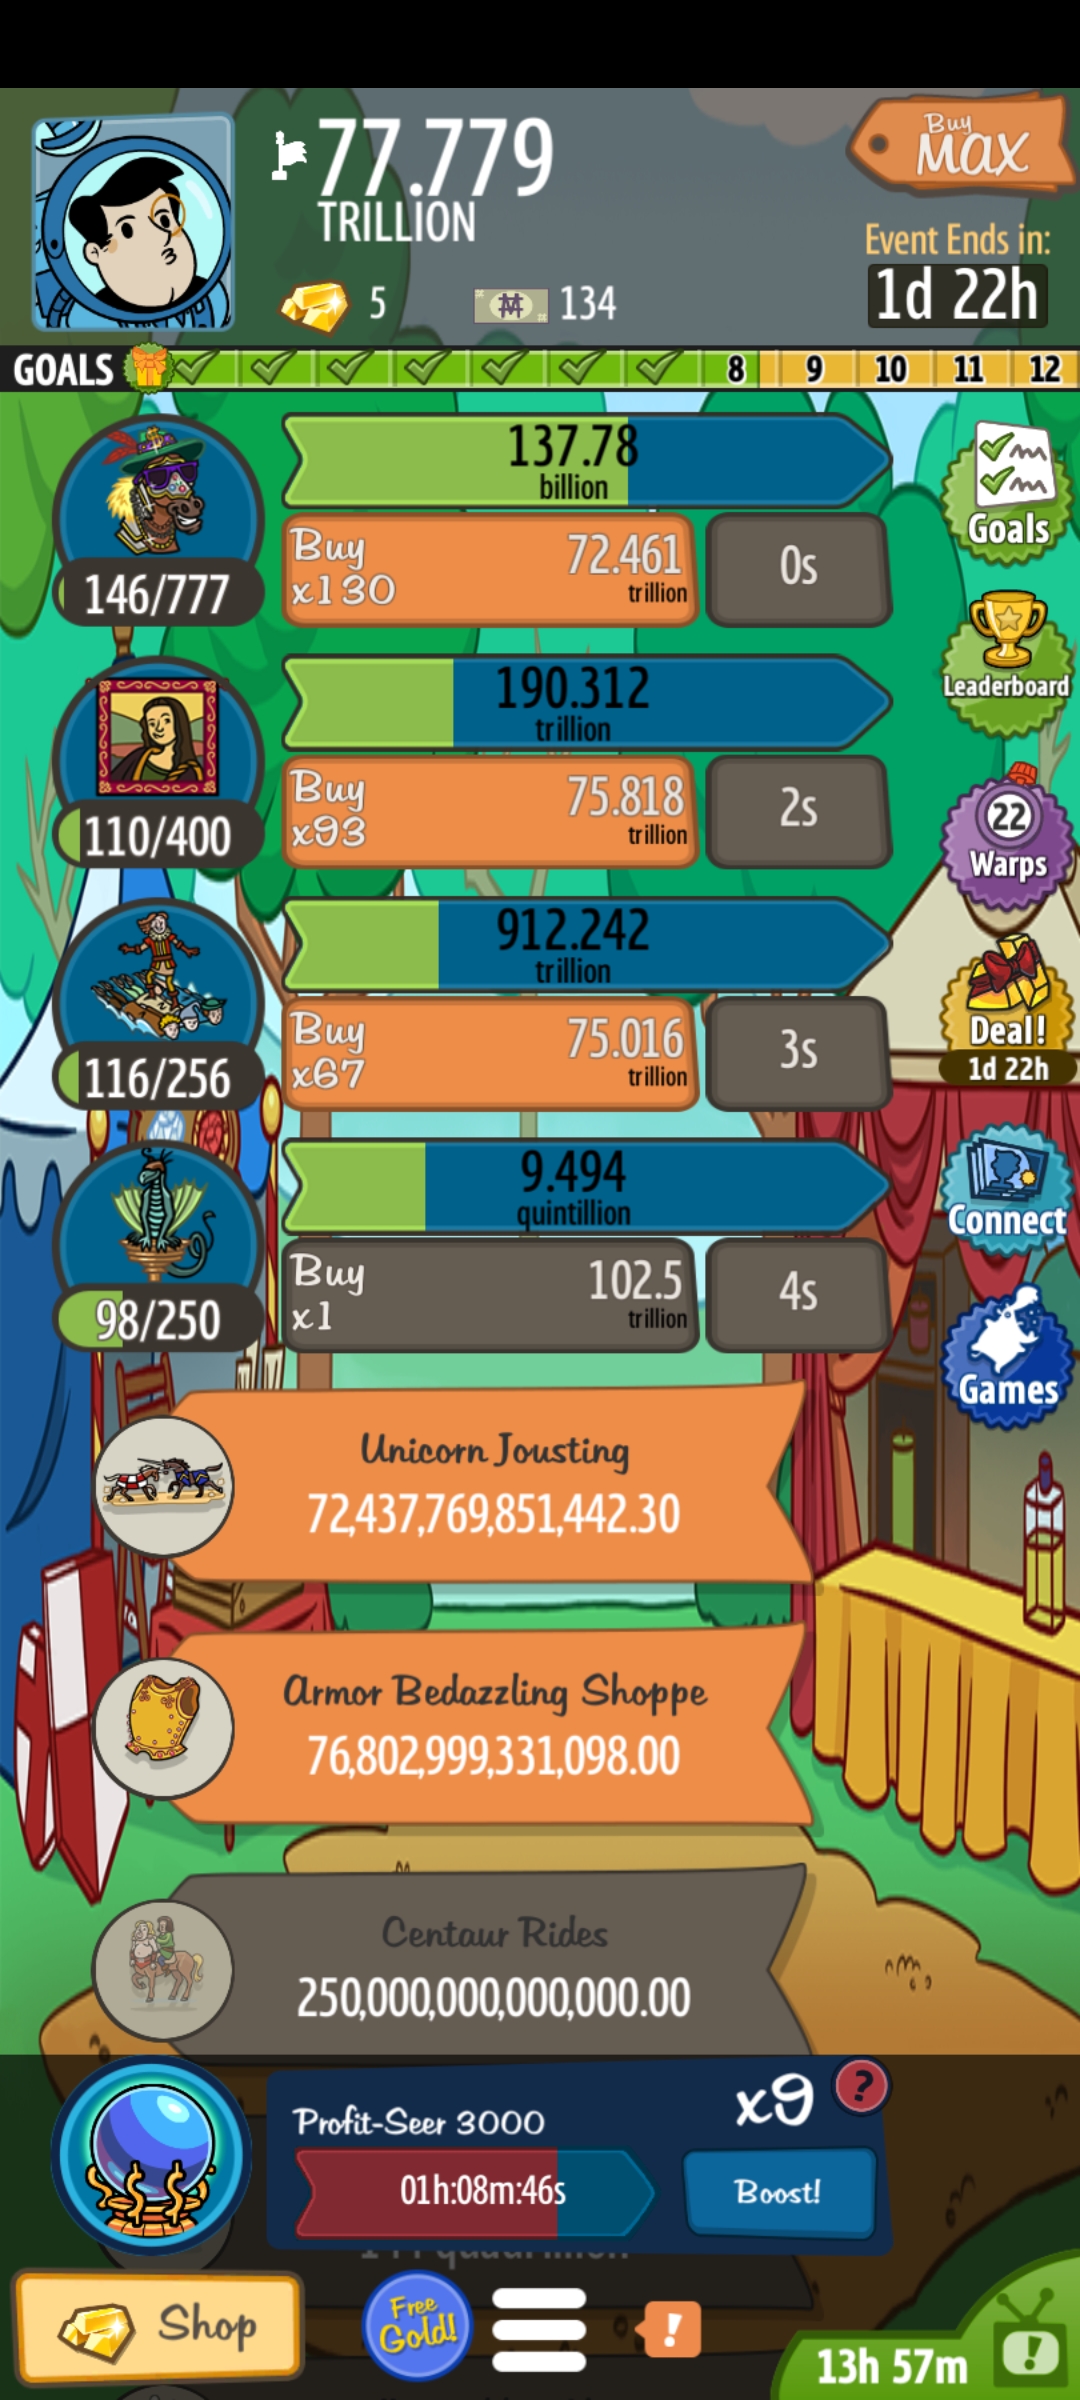 77.779
TRILLION
5
134
Buy
MAX
Event Ends in:
1d 22h
GOALS
8
9
10
11
12
137.78
billion
Buy
x130
72.461
trillion
0s
146/777
Goals
Leaderboard
190.312
trillion
Buy
x93
75.818
trillion
2s
110/400
22
Warps
912.242
trillion
Buy
x67
75.016
trillion
3s
116/256
Deal!
1d 22h
9.494
quintillion
Buy
x1
102.5
trillion
4s
98/250
Connect
Games
Unicorn Jousting
72,437,769,851,442.30
Armor Bedazzling Shoppe
76,802,999,331,098.00
Centaur Rides
250,000,000,000,000.00
Profit-Seer 3000
x9
?
01h:08m:46s
Boost!
Shop
Free
Gold!
!
13h 57m
!